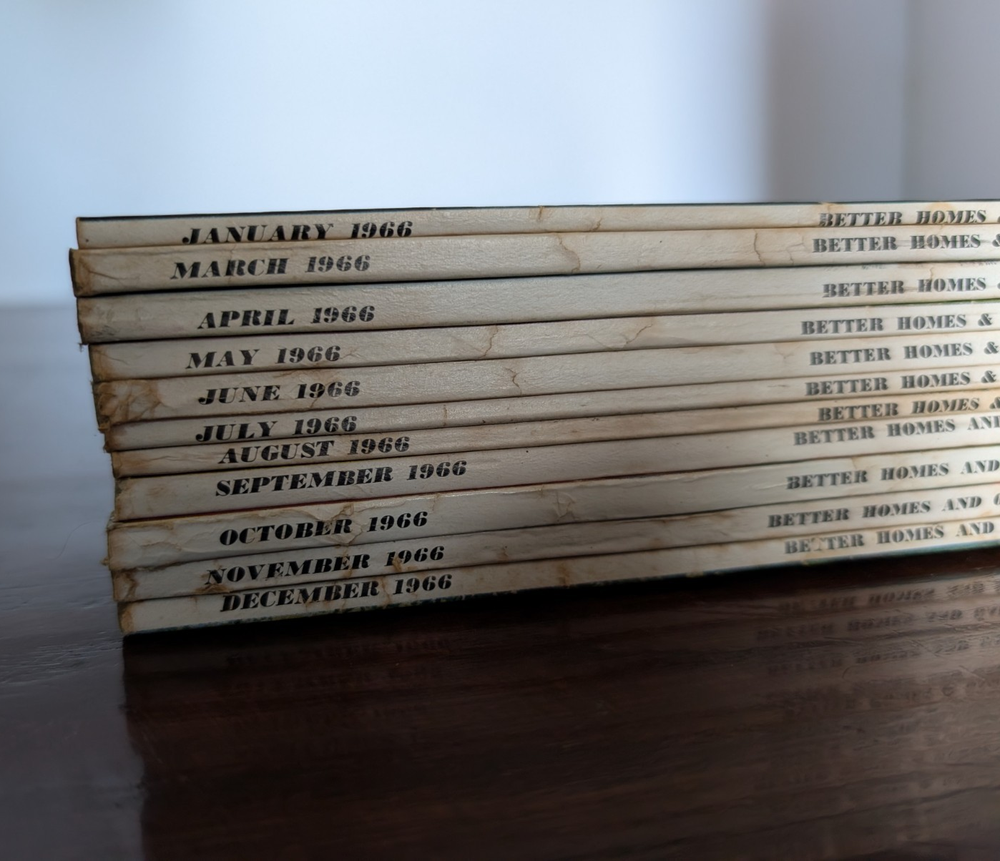 JANUARY 1966 BETTER HOMES
MARCH 1966 BETTER HOMES &
APRIL 1966 BETTER HOMES
MAY 1966 BETTER HOMES &
JUNE 1966 BETTER HOMES &
JULY 1966 BETTER HOMES &
AUGUST 1966 BETTER HOMES &
SEPTEMBER 1966 BETTER HOMES AND
OCTOBER 1966 BETTER HOMES AND
NOVEMBER 1966 BETTER HOMES AND
DECEMBER 1966 BETTER HOMES AND